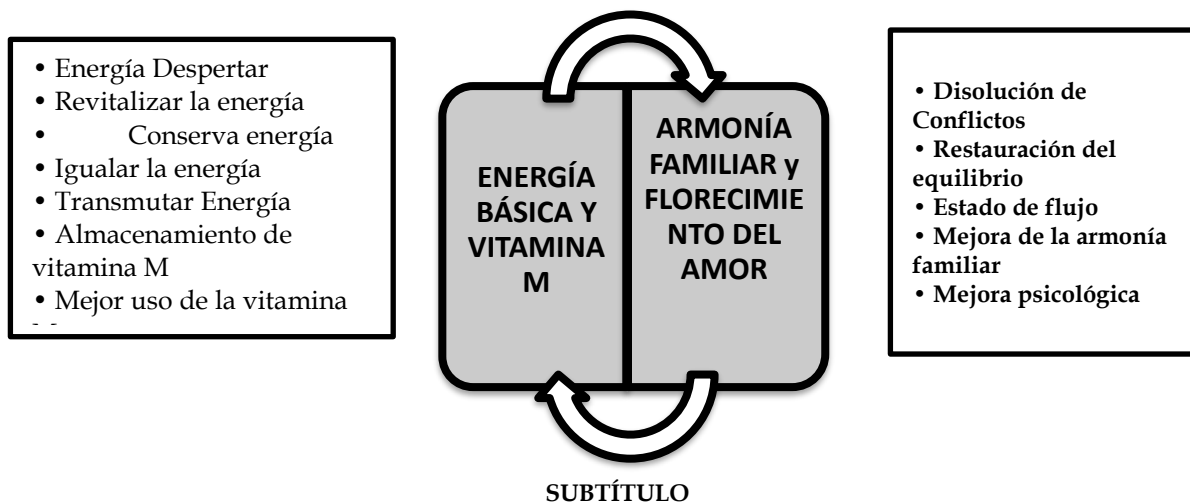 • Energía Despertar
• Revitalizar la energía
• Conserva energía
• Igualar la energía
• Transmutar Energía
• Almacenamiento de
vitamina M
• Mejor uso de la vitamina
ENERGÍA
BÁSICA Y
VITAMINA
M
ARMONÍA
FAMILIAR y
FLORECIMIE
NTO DEL
AMOR
• Disolución de
Conflictos
• Restauración del
equilibrio
• Estado de flujo
• Mejora de la armonía
familiar
• Mejora psicológica
SUBTÍTULO